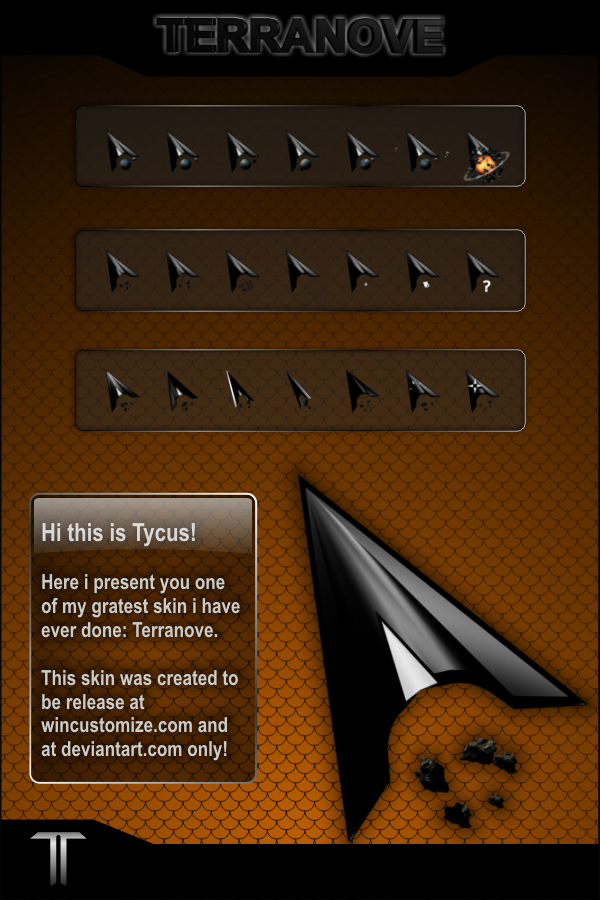 TERRANOVE
?
Hi this is Tycus!
Here i present you one
of my gratest skin i have
ever done: Terranove.
This skin was created to
be release at
wincustomize.com and
at deviantart.com only!